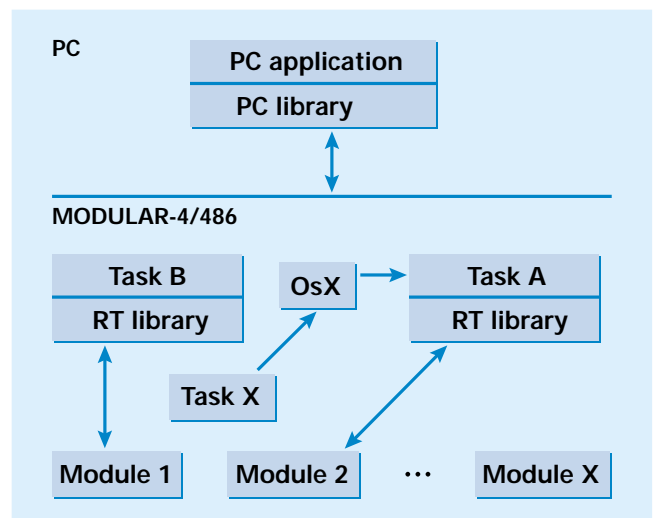 PC
PC application
PC library
MODULAR-4/486
Task B
RT library
OsX
Task A
RT library
Task X
Module 1
Module 2
...
Module X